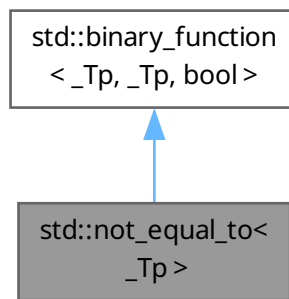 std::binary_function
< _Tp, _Tp, bool >
std::not_equal_to<
_Tp >